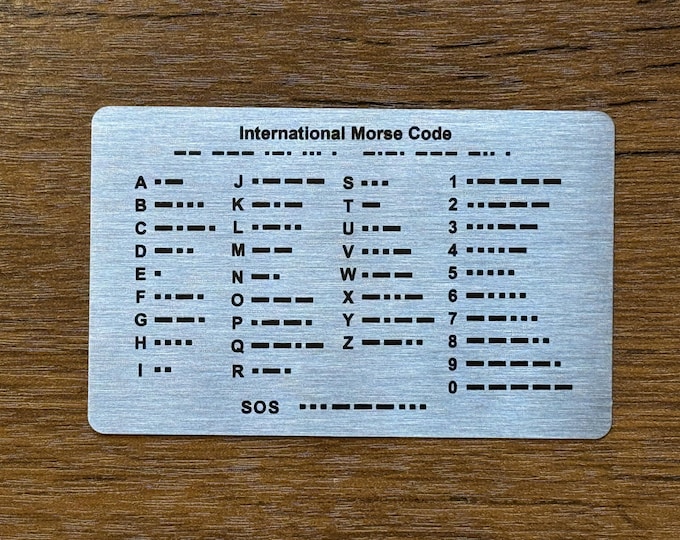 International Morse Code
-- --- .-. ... . -.-. --- -.. .
A .-
B -...
C -.-.
D -..
E .
F ..-.
G --.
H ....
I ..
J .---
K -.-
L .-..
M --
N -.
O ---
P .--.
Q --.-
R .-.
S ...
T -
U ..-
V ...-
W .--
X -..-
Y -.--
Z --..
1 .----
2 ..---
3 ...--
4 ....-
5 .....
6 -....
7 --...
8 ---..
9 ----.
0 -----
SOS ...---...